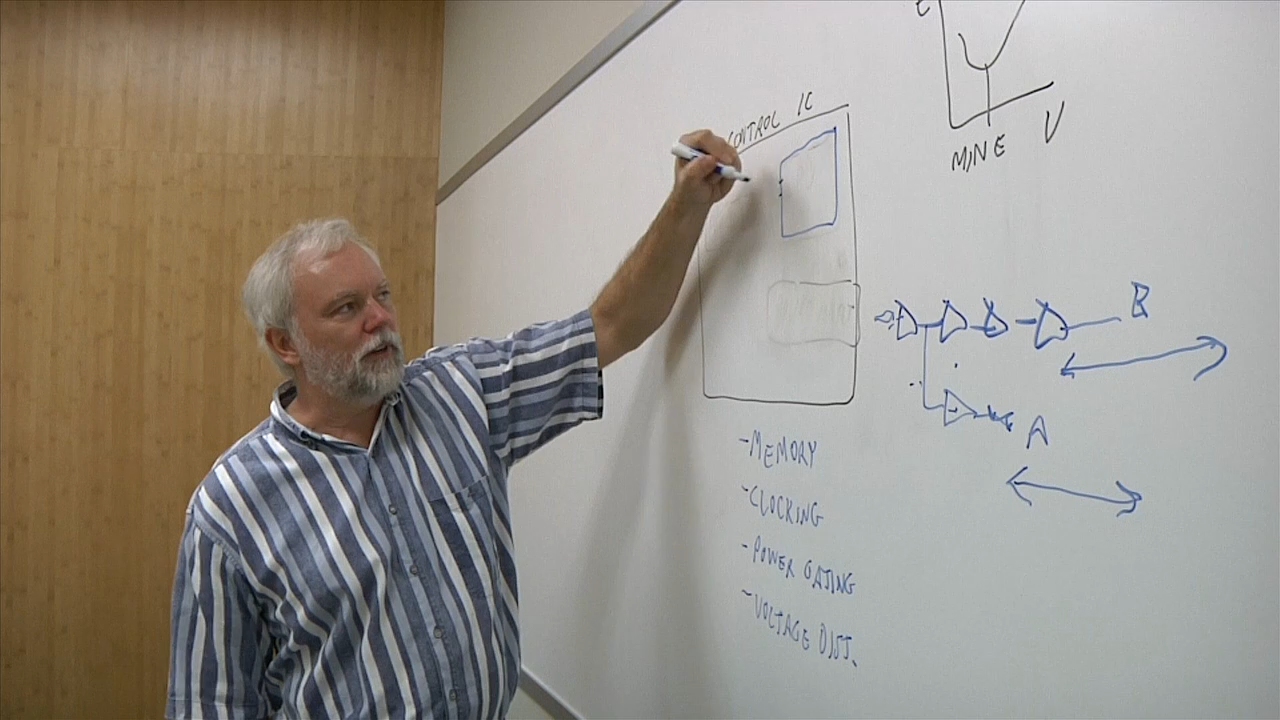 E
V
MIN E
CONTROL IC
B
A
-MEMORY
-CLOCKING
-POWER GATING
-VOLTAGE DIST.